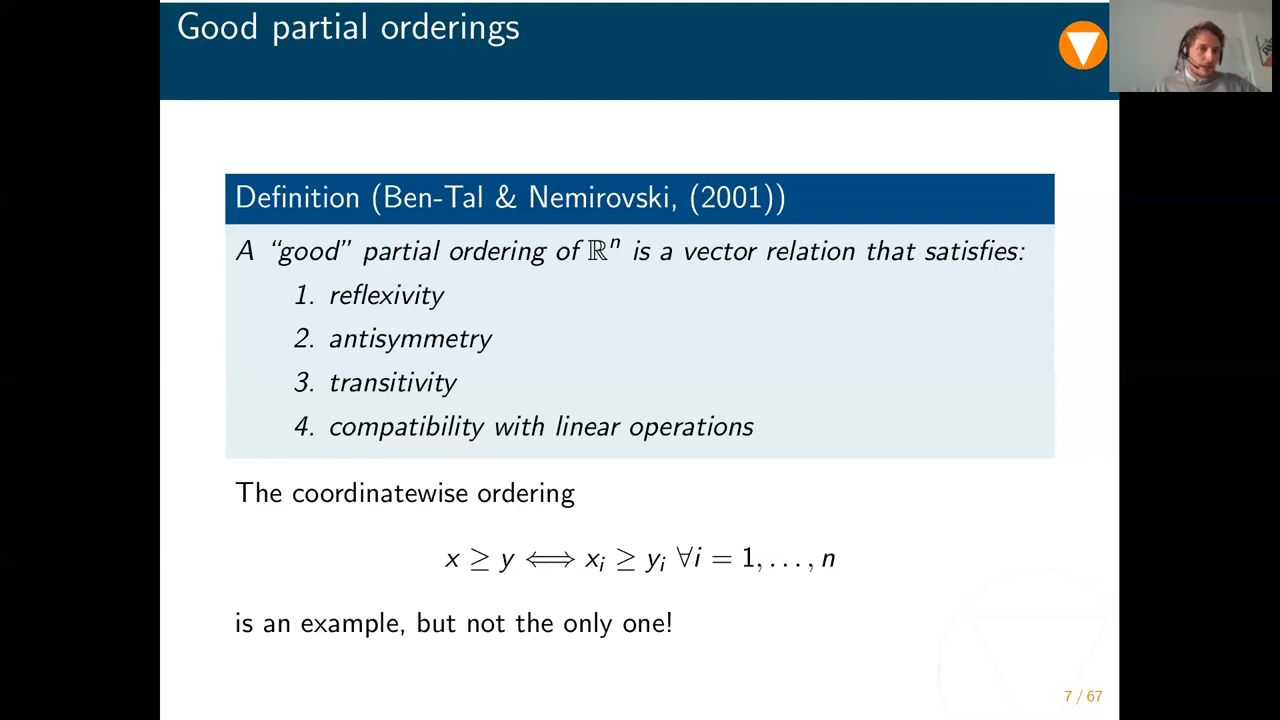 Good partial orderings
Definition (Ben-Tal & Nemirovski, (2001))
A “good” partial ordering of ℝⁿ is a vector relation that satisfies:
1. reflexivity
2. antisymmetry
3. transitivity
4. compatibility with linear operations
The coordinatewise ordering
x ≥ y ⟺ xᵢ ≥ yᵢ ∀i = 1, . . . , n
is an example, but not the only one!
7 / 67